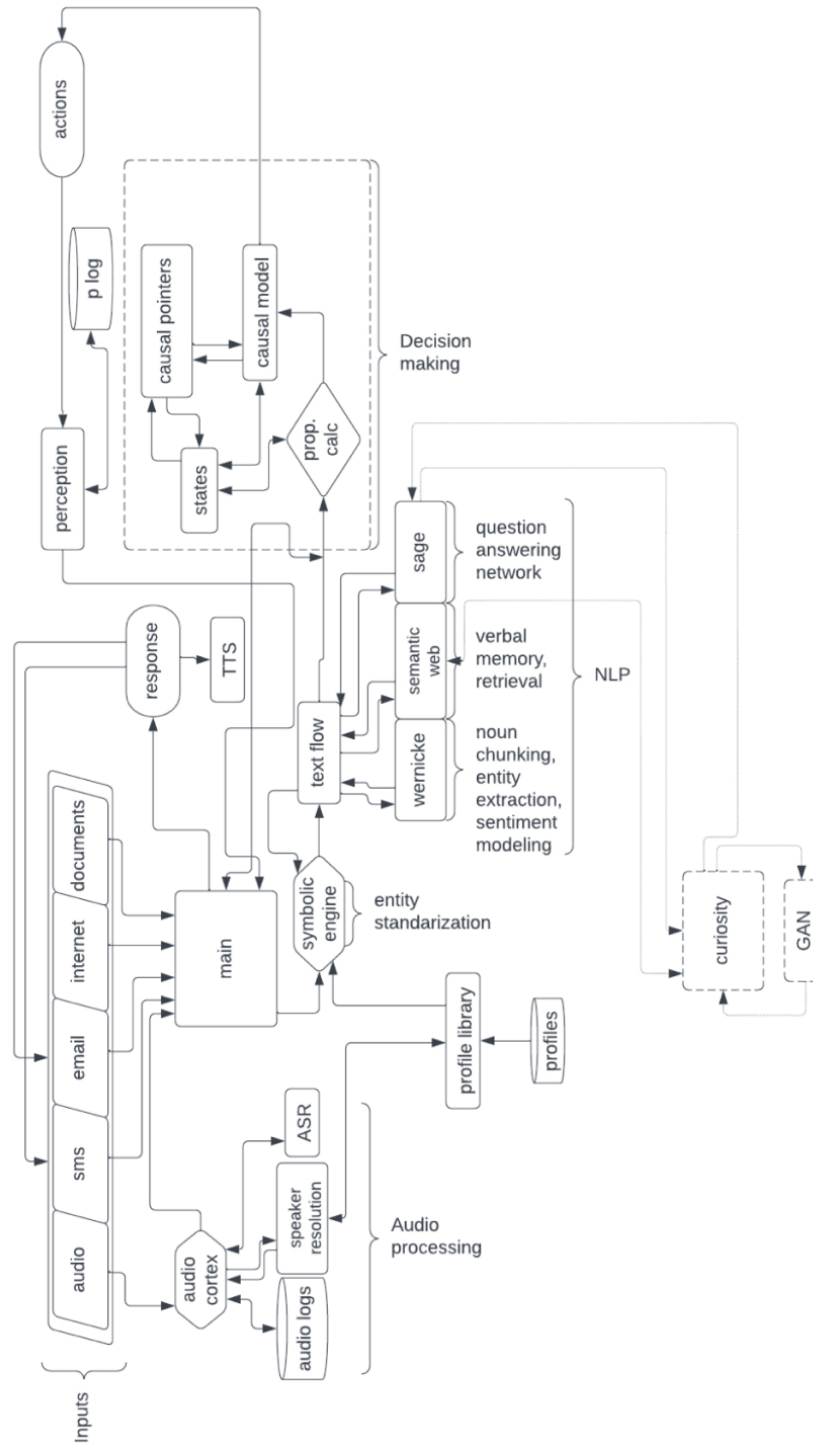 Inputs
audio
sms
email
internet
documents
response
TTS
perception
actions
p log
audio
cortex
main
states
causal pointers
causal model
prop.
calc
Decision
making
audio logs
speaker
resolution
ASR
Audio
processing
symbolic
engine
entity
standarization
text flow
wernicke
semantic
web
sage
noun
chunking,
entity
extraction,
sentiment
modeling
verbal
memory,
retrieval
question
answering
network
NLP
profile library
profiles
curiosity
GAN